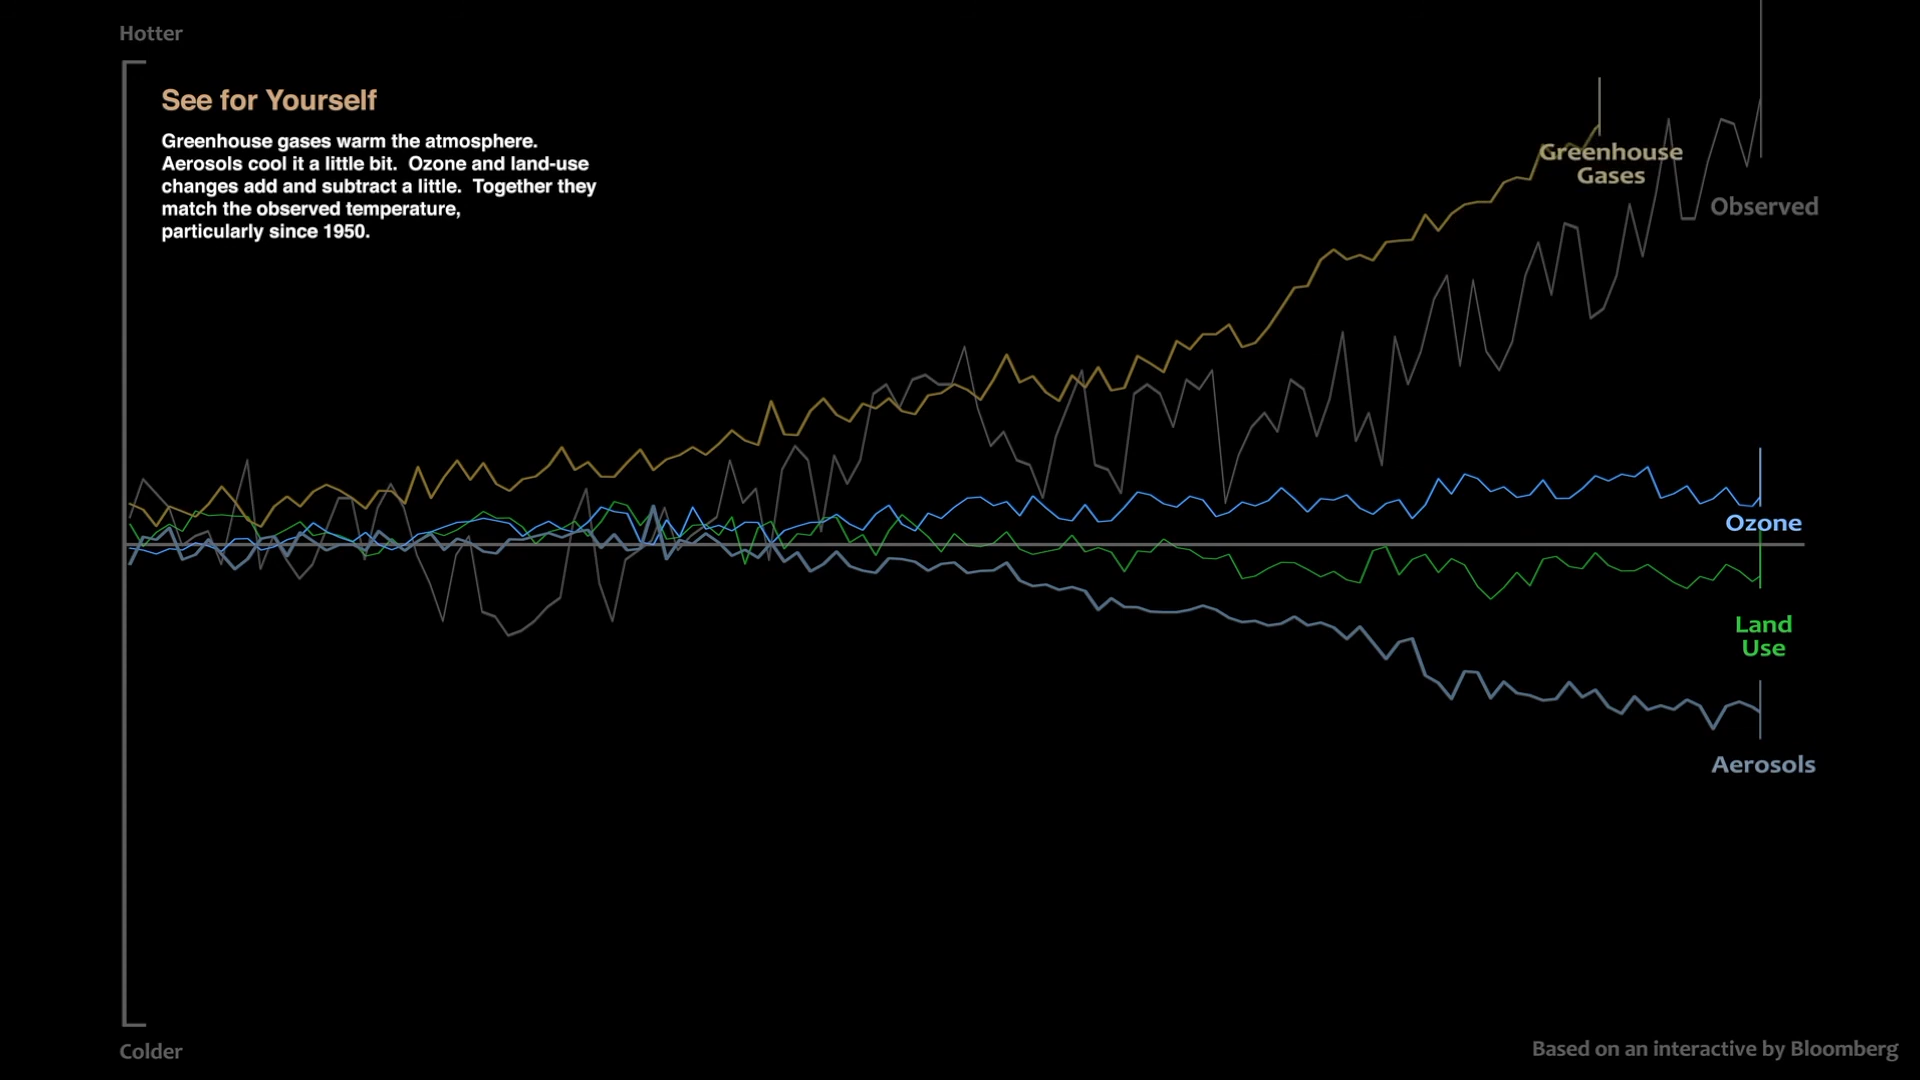 Hotter
See for Yourself
Greenhouse gases warm the atmosphere.
Aerosols cool it a little bit.  Ozone and land-use
changes add and subtract a little.  Together they
match the observed temperature,
particularly since 1950.
Greenhouse
Gases
Observed
Ozone
Land
Use
Aerosols
Colder
Based on an interactive by Bloomberg